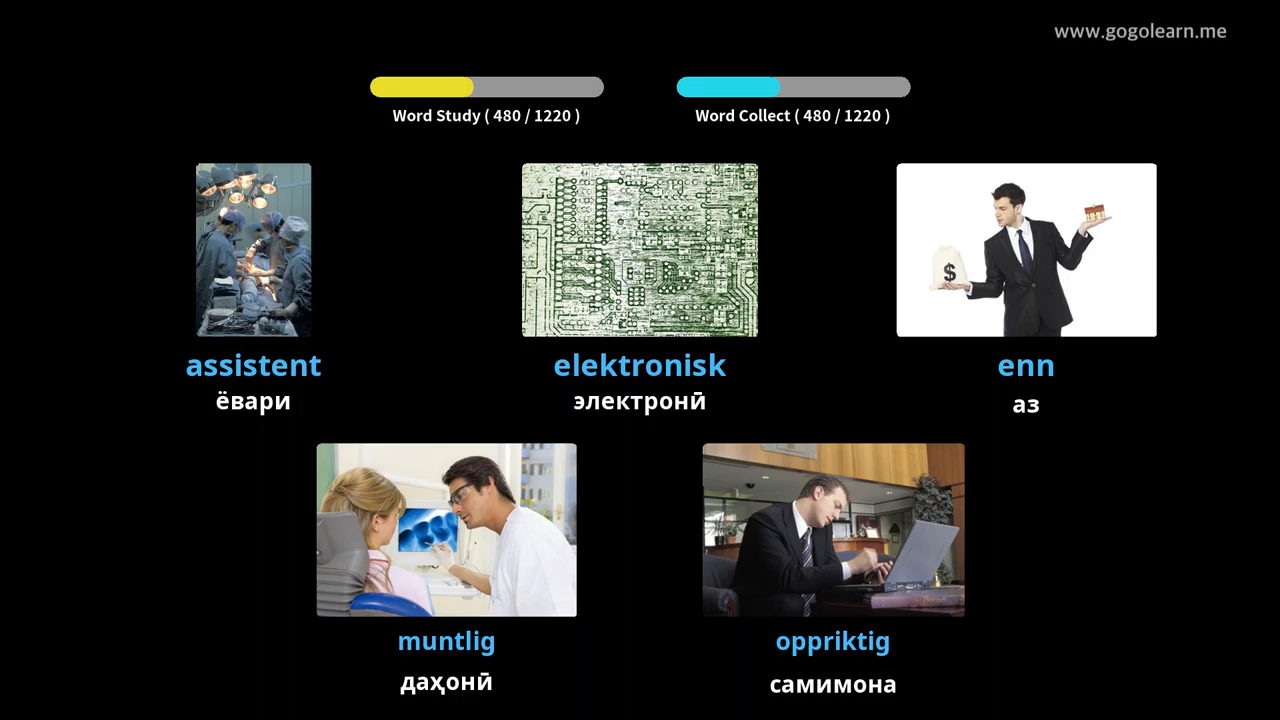 www.gogolearn.me
Word Study ( 480 / 1220 )
Word Collect ( 480 / 1220 )
assistent
ёвари
elektronisk
электронӣ
enn
аз
muntlig
даҳонӣ
oppriktig
самимона